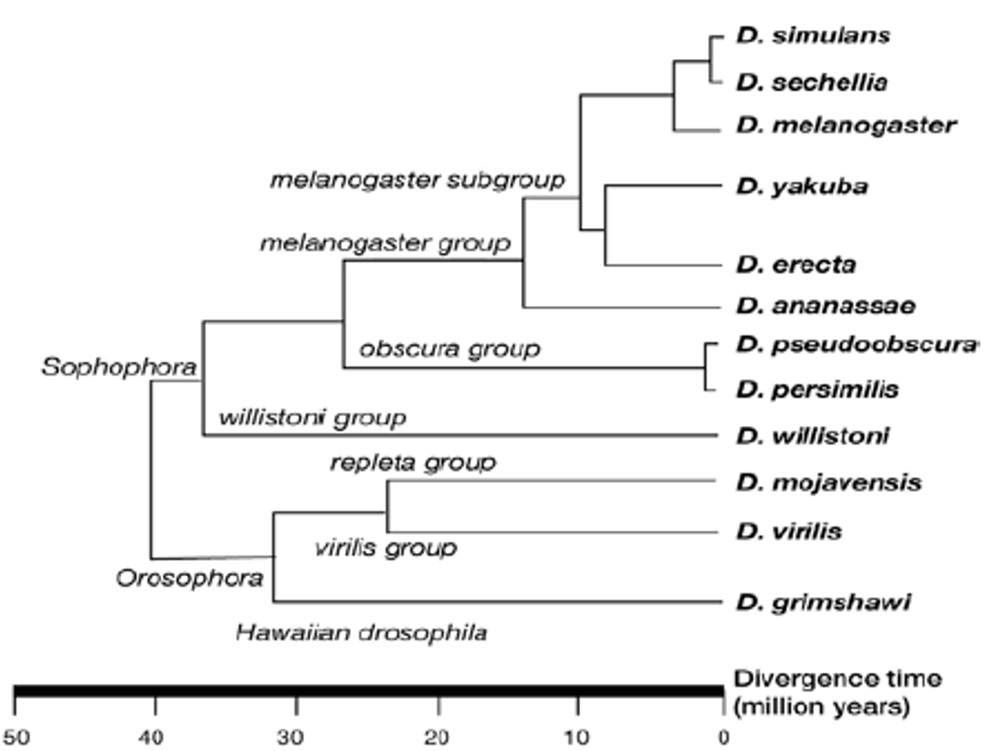 D. simulans
D. sechellia
D. melanogaster
melanogaster subgroup
D. yakuba
melanogaster group
D. erecta
D. ananassae
obscura group
D. pseudoobscura
Sophophora
D. persimilis
willistoni group
D. willistoni
repleta group
D. mojavensis
D. virilis
virilis group
Orosophora
D. grimshawi
Hawaiian drosophila
Divergence time
(million years)
50 40 30 20 10 0